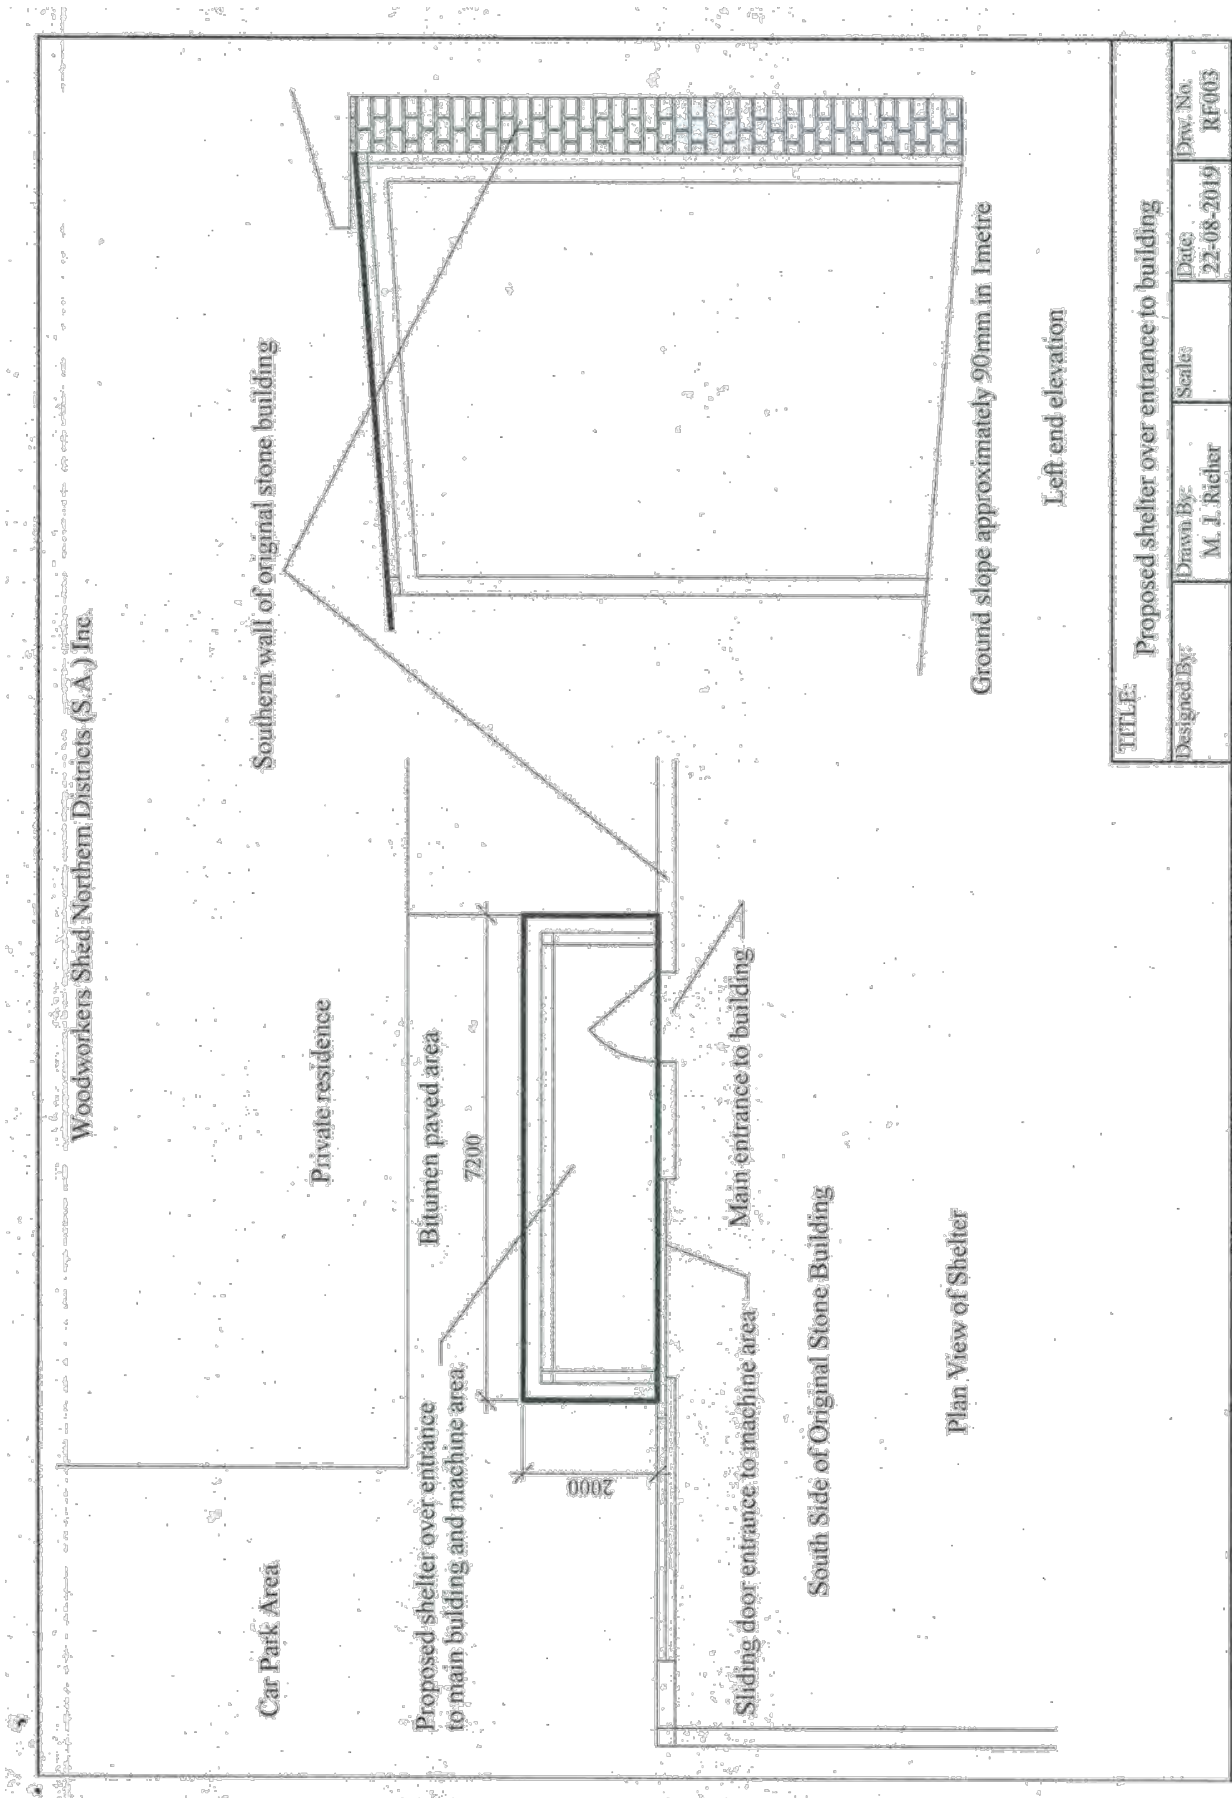 Woodworkers Shed Northern Districts (S.A.) Inc.
Car Park Area
Private residence
Southern wall of original stone building
Proposed shelter over entrance
to main bulding and machine area.
Bitumen paved area
7200
2000
Sliding door entrance to machine area
Main entrance to building
South Side of Original Stone Building
Plan View of Shelter
Ground slope approximately 90mm in 1metre
Left end elevation
TITLE:
Proposed shelter over entrance to building
Designed By:
Drawn By:
M. J. Richer
Scale:
Date:
22-08-2019
Drw. No.
RF003